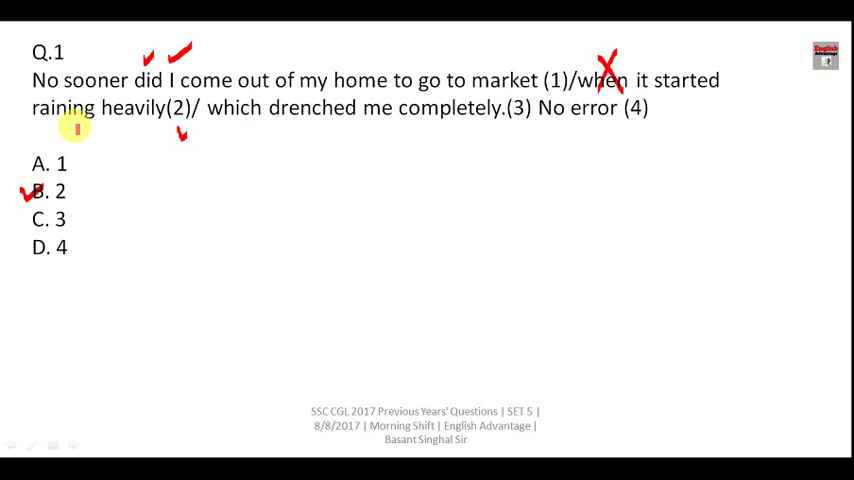 Q.1
No sooner did I come out of my home to go to market (1)/when it started
raining heavily(2)/ which drenched me completely.(3) No error (4)
A. 1
B. 2
C. 3
D. 4
English
Advantage
SSC CGL 2017 Previous Years' Questions | SET 5 |
8/8/2017 | Morning Shift | English Advantage |
Basant Singhal Sir